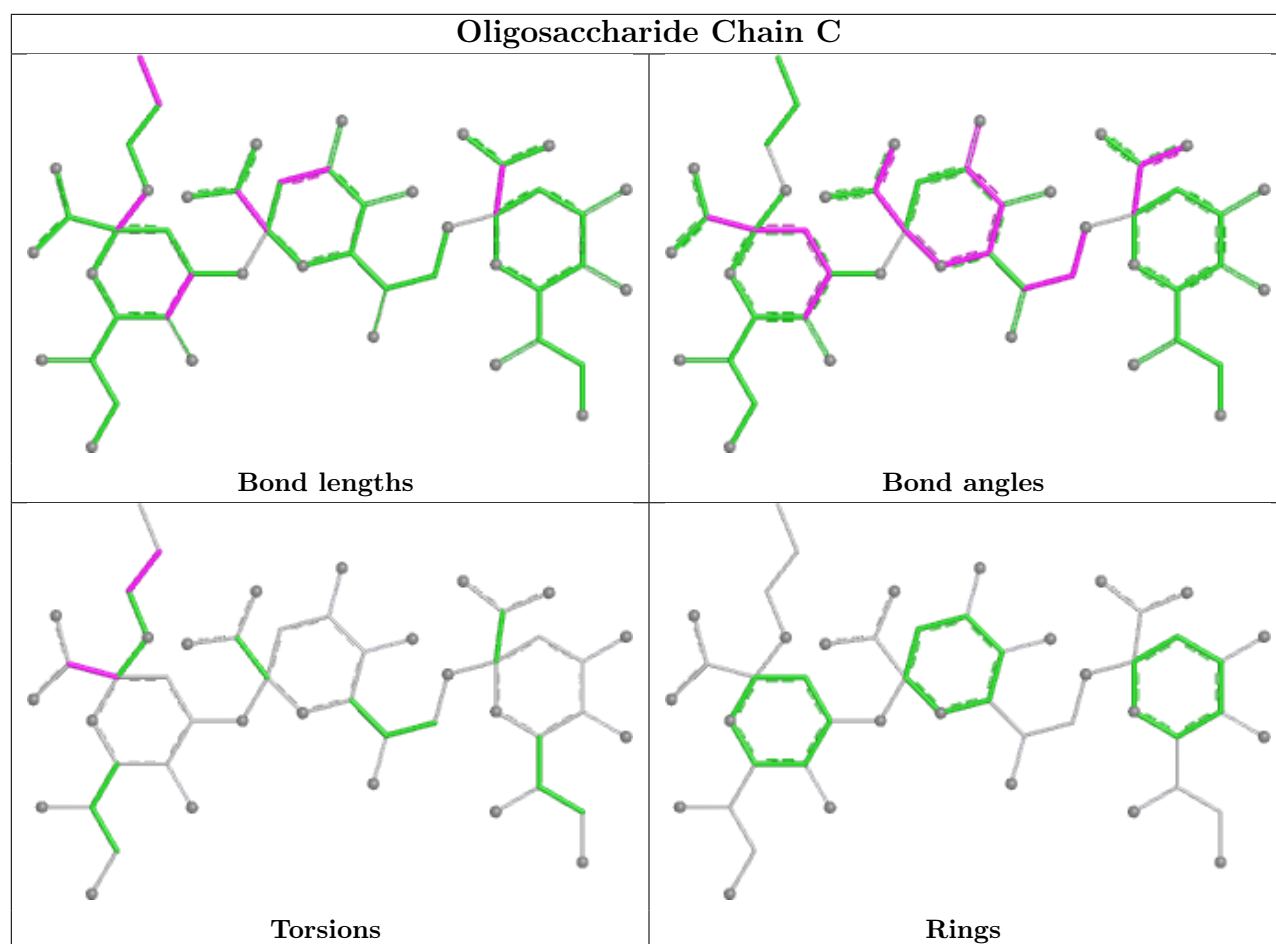 Oligosaccharide Chain C
Bond lengths
Bond angles
Torsions
Rings